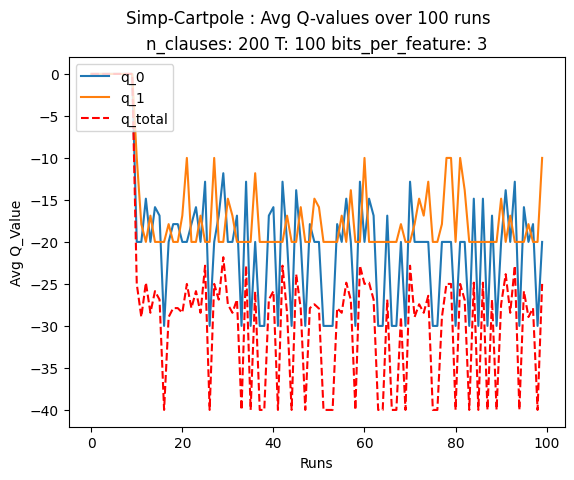 Simp-Cartpole : Avg Q-values over 100 runs
n_clauses: 200 T: 100 bits_per_feature: 3
q_0
q_1
q_total
0
−5
−10
−15
−20
−25
−30
−35
−40
Avg Q_Value
0 20 40 60 80 100
Runs